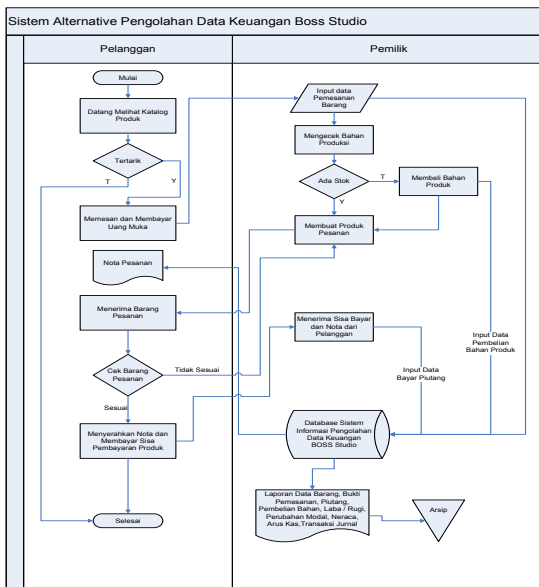 Sistem Alternative Pengolahan Data Keuangan Boss Studio
Pelanggan
Pemilik
Mulai
Datang Melihat Katalog
Produk
Tertarik
T
Y
Memesan dan Membayar
Uang Muka
Nota Pesanan
Menerima Barang
Pesanan
Cek Barang
Pesanan
Tidak Sesuai
Sesuai
Menyerahkan Nota dan
Membayar Sisa
Pembayaran Produk
Selesai
Input data
Pemesanan
Barang
Mengecek Bahan
Produksi
Ada Stok
T
Y
Membeli Bahan
Produk
Membuat Produk
Pesanan
Menerima Sisa Bayar
dan Nota dari
Pelanggan
Input Data
Pembelian
Bahan Produk
Input Data
Bayar Piutang
Database Sistem
Informasi Pengolahan
Data Keuangan
BOSS Studio
Laporan Data Barang, Bukti
Pemesanan, Piutang,
Pembelian Bahan, Laba / Rugi,
Perubahan Modal, Neraca,
Arus Kas,Transaksi Jurnal
Arsip